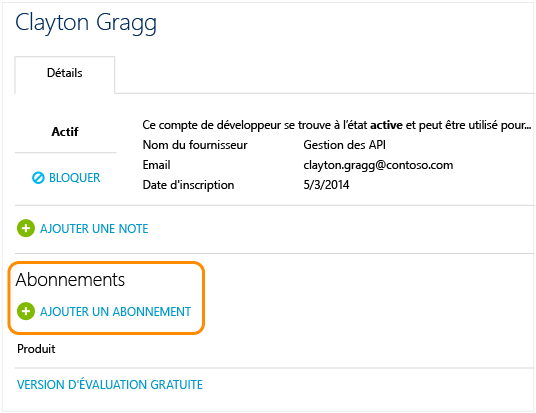 Clayton Gragg
Détails
Actif
Ce compte de développeur se trouve à l'état active et peut être utilisé pour...
Nom du fournisseur Gestion des API
BLOQUER
Email clayton.gragg@contoso.com
Date d'inscription 5/3/2014
AJOUTER UNE NOTE
Abonnements
AJOUTER UN ABONNEMENT
Produit
VERSION D'ÉVALUATION GRATUITE